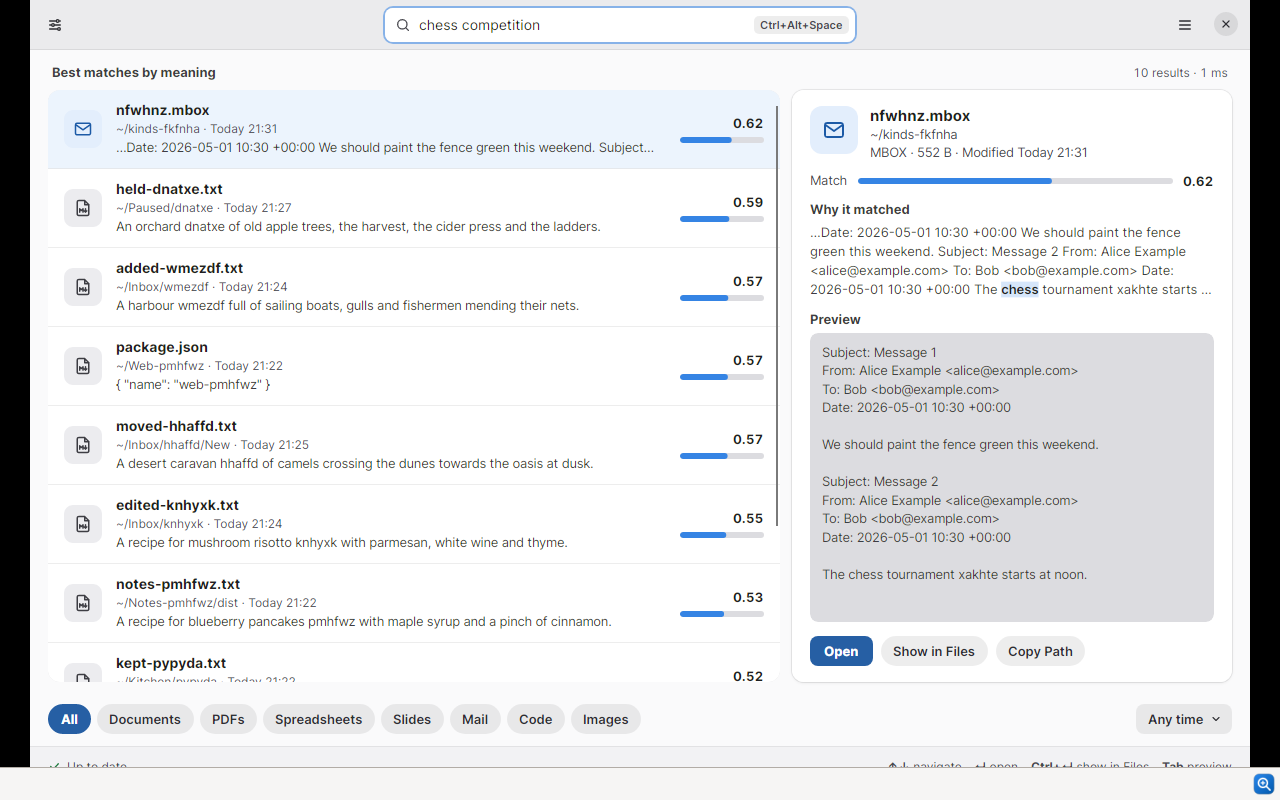 chess competition
Ctrl+Alt+Space
Best matches by meaning
10 results · 1 ms
nfwhnz.mbox
~/kinds-fkfnha · Today 21:31
...Date: 2026-05-01 10:30 +00:00 We should paint the fence green this weekend. Subject...
0.62
held-dnatxe.txt
~/Paused/dnatxe · Today 21:27
An orchard dnatxe of old apple trees, the harvest, the cider press and the ladders.
0.59
added-wmezdf.txt
~/Inbox/wmezdf · Today 21:24
A harbour wmezdf full of sailing boats, gulls and fishermen mending their nets.
0.57
package.json
~/Web-pmhfwz · Today 21:22
{ "name": "web-pmhfwz" }
0.57
moved-hhaffd.txt
~/Inbox/hhaffd/New · Today 21:25
A desert caravan hhaffd of camels crossing the dunes towards the oasis at dusk.
0.57
edited-knhyxk.txt
~/Inbox/knhyxk · Today 21:24
A recipe for mushroom risotto knhyxk with parmesan, white wine and thyme.
0.55
notes-pmhfwz.txt
~/Notes-pmhfwz/dist · Today 21:22
A recipe for blueberry pancakes pmhfwz with maple syrup and a pinch of cinnamon.
0.53
kept-pypyda.txt
~/Kitchen/pypyda · Today 21:22
0.52
nfwhnz.mbox
~/kinds-fkfnha
MBOX · 552 B · Modified Today 21:31
Match
0.62
Why it matched
...Date: 2026-05-01 10:30 +00:00 We should paint the fence
green this weekend. Subject: Message 2 From: Alice Example
<alice@example.com> To: Bob <bob@example.com> Date:
2026-05-01 10:30 +00:00 The chess tournament xakhte starts ...
Preview
Subject: Message 1
From: Alice Example <alice@example.com>
To: Bob <bob@example.com>
Date: 2026-05-01 10:30 +00:00
We should paint the fence green this weekend.
Subject: Message 2
From: Alice Example <alice@example.com>
To: Bob <bob@example.com>
Date: 2026-05-01 10:30 +00:00
The chess tournament xakhte starts at noon.
Open
Show in Files
Copy Path
All
Documents
PDFs
Spreadsheets
Slides
Mail
Code
Images
Any time
Up to date
↑↓ navigate ↵ open Ctrl+↵ show in Files Tab preview